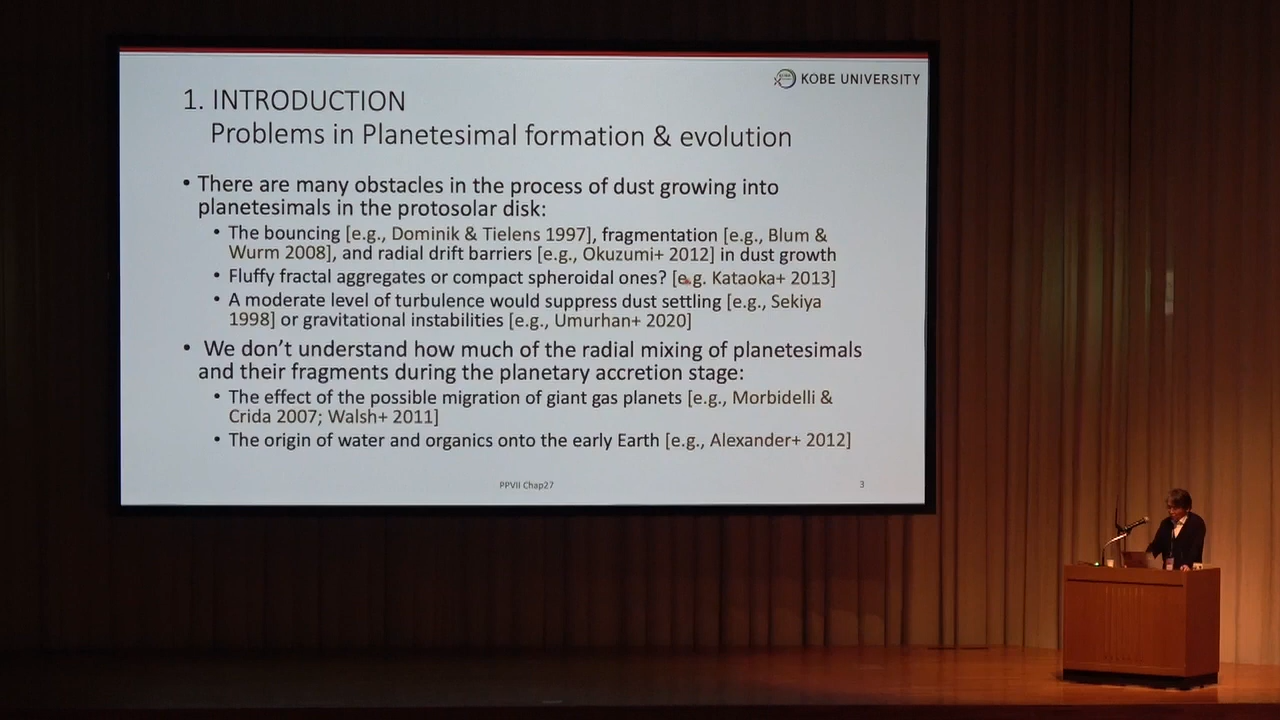 KOBE UNIVERSITY
1. INTRODUCTION
Problems in Planetesimal formation & evolution
• There are many obstacles in the process of dust growing into
planetesimals in the protosolar disk:
• The bouncing [e.g., Dominik & Tielens 1997], fragmentation [e.g., Blum &
Wurm 2008], and radial drift barriers [e.g., Okuzumi+ 2012] in dust growth
• Fluffy fractal aggregates or compact spheroidal ones? [e.g. Kataoka+ 2013]
• A moderate level of turbulence would suppress dust settling [e.g., Sekiya
1998] or gravitational instabilities [e.g., Umurhan+ 2020]
• We don’t understand how much of the radial mixing of planetesimals
and their fragments during the planetary accretion stage:
• The effect of the possible migration of giant gas planets [e.g., Morbidelli &
Crida 2007; Walsh+ 2011]
• The origin of water and organics onto the early Earth [e.g., Alexander+ 2012]
PPVII Chap27
3